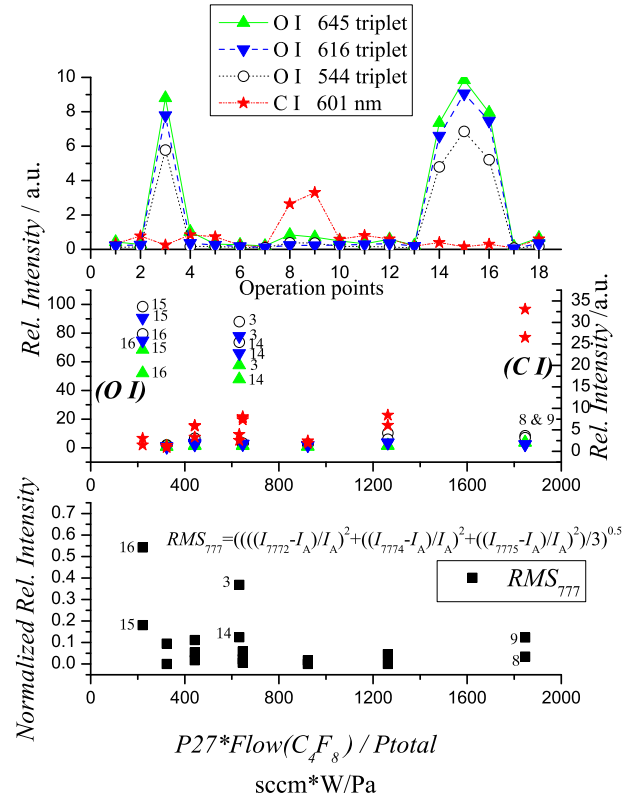 O I 645 triplet
O I 616 triplet
O I 544 triplet
C I 601 nm
Rel. Intensity / a.u.
10
8
6
4
2
0
0 2 4 6 8 10 12 14 16 18
Operation points
Rel. Intensity
100
80
60
40
20
0
(O I)
15
15
16
16
15
16
3
3
14
14
3
14
(C I)
8 & 9
35
30
25
20
15
10
5
0
Rel. Intensity /a.u.
400 800 1200 1600 2000
Normalized Rel. Intensity
0.7
0.6
0.5
0.4
0.3
0.2
0.1
0.0
RMS777=((((I7772-IA)/IA)2+((I7774-IA)/IA)2+((I7775-IA)/IA)2)/3)0.5
RMS777
16
15
3
14
9
8
0 400 800 1200 1600 2000
P27*Flow(C4F8) / Ptotal
sccm*W/Pa